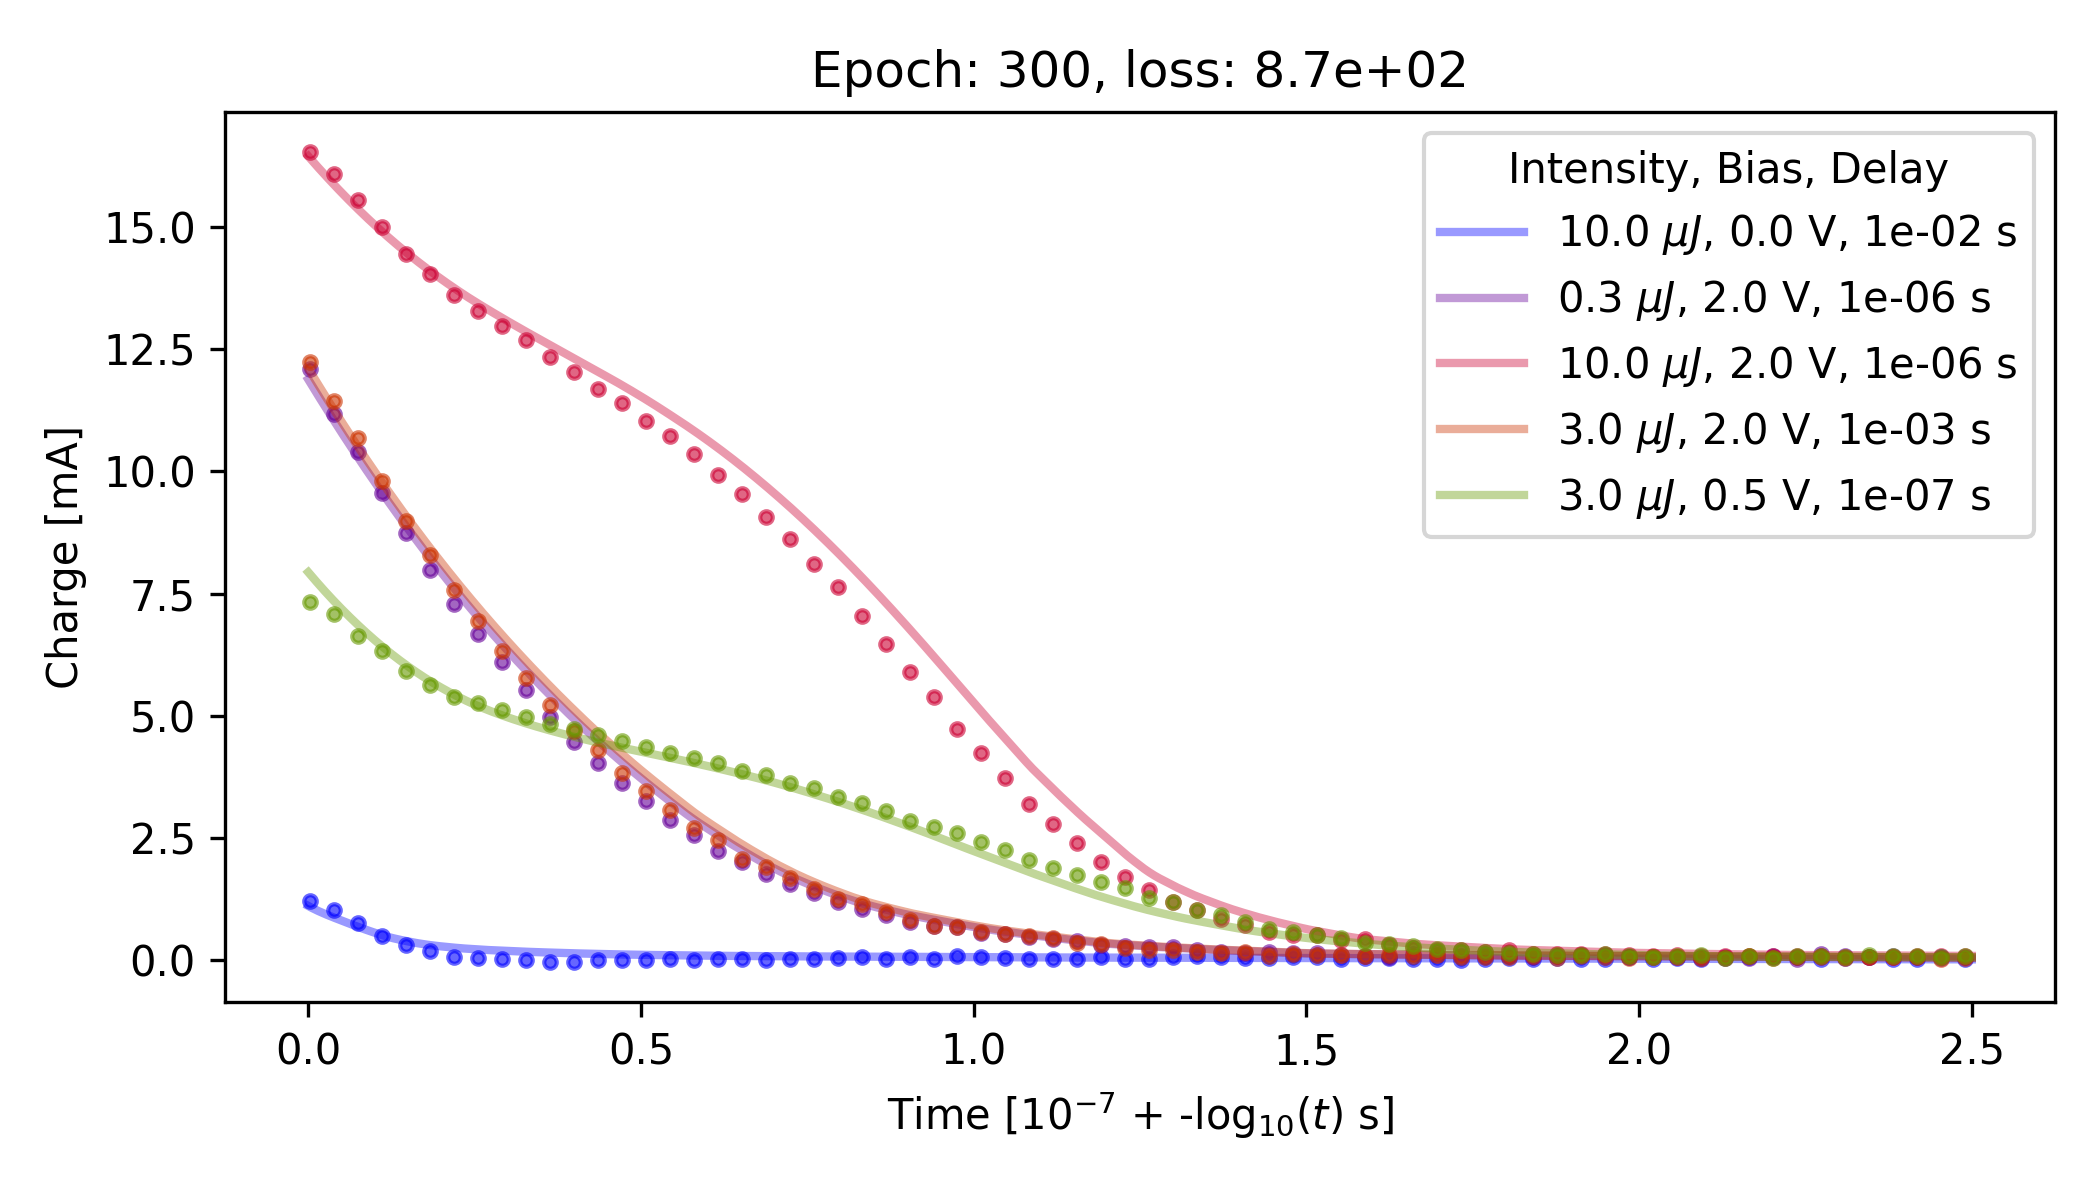 Epoch: 300, loss: 8.7e+02
Charge [mA]
15.0
12.5
10.0
7.5
5.0
2.5
0.0
Intensity, Bias, Delay
10.0 μJ, 0.0 V, 1e-02 s
0.3 μJ, 2.0 V, 1e-06 s
10.0 μJ, 2.0 V, 1e-06 s
3.0 μJ, 2.0 V, 1e-03 s
3.0 μJ, 0.5 V, 1e-07 s
0.0 0.5 1.0 1.5 2.0 2.5
Time [10⁻⁷ + -log₁₀(t) s]